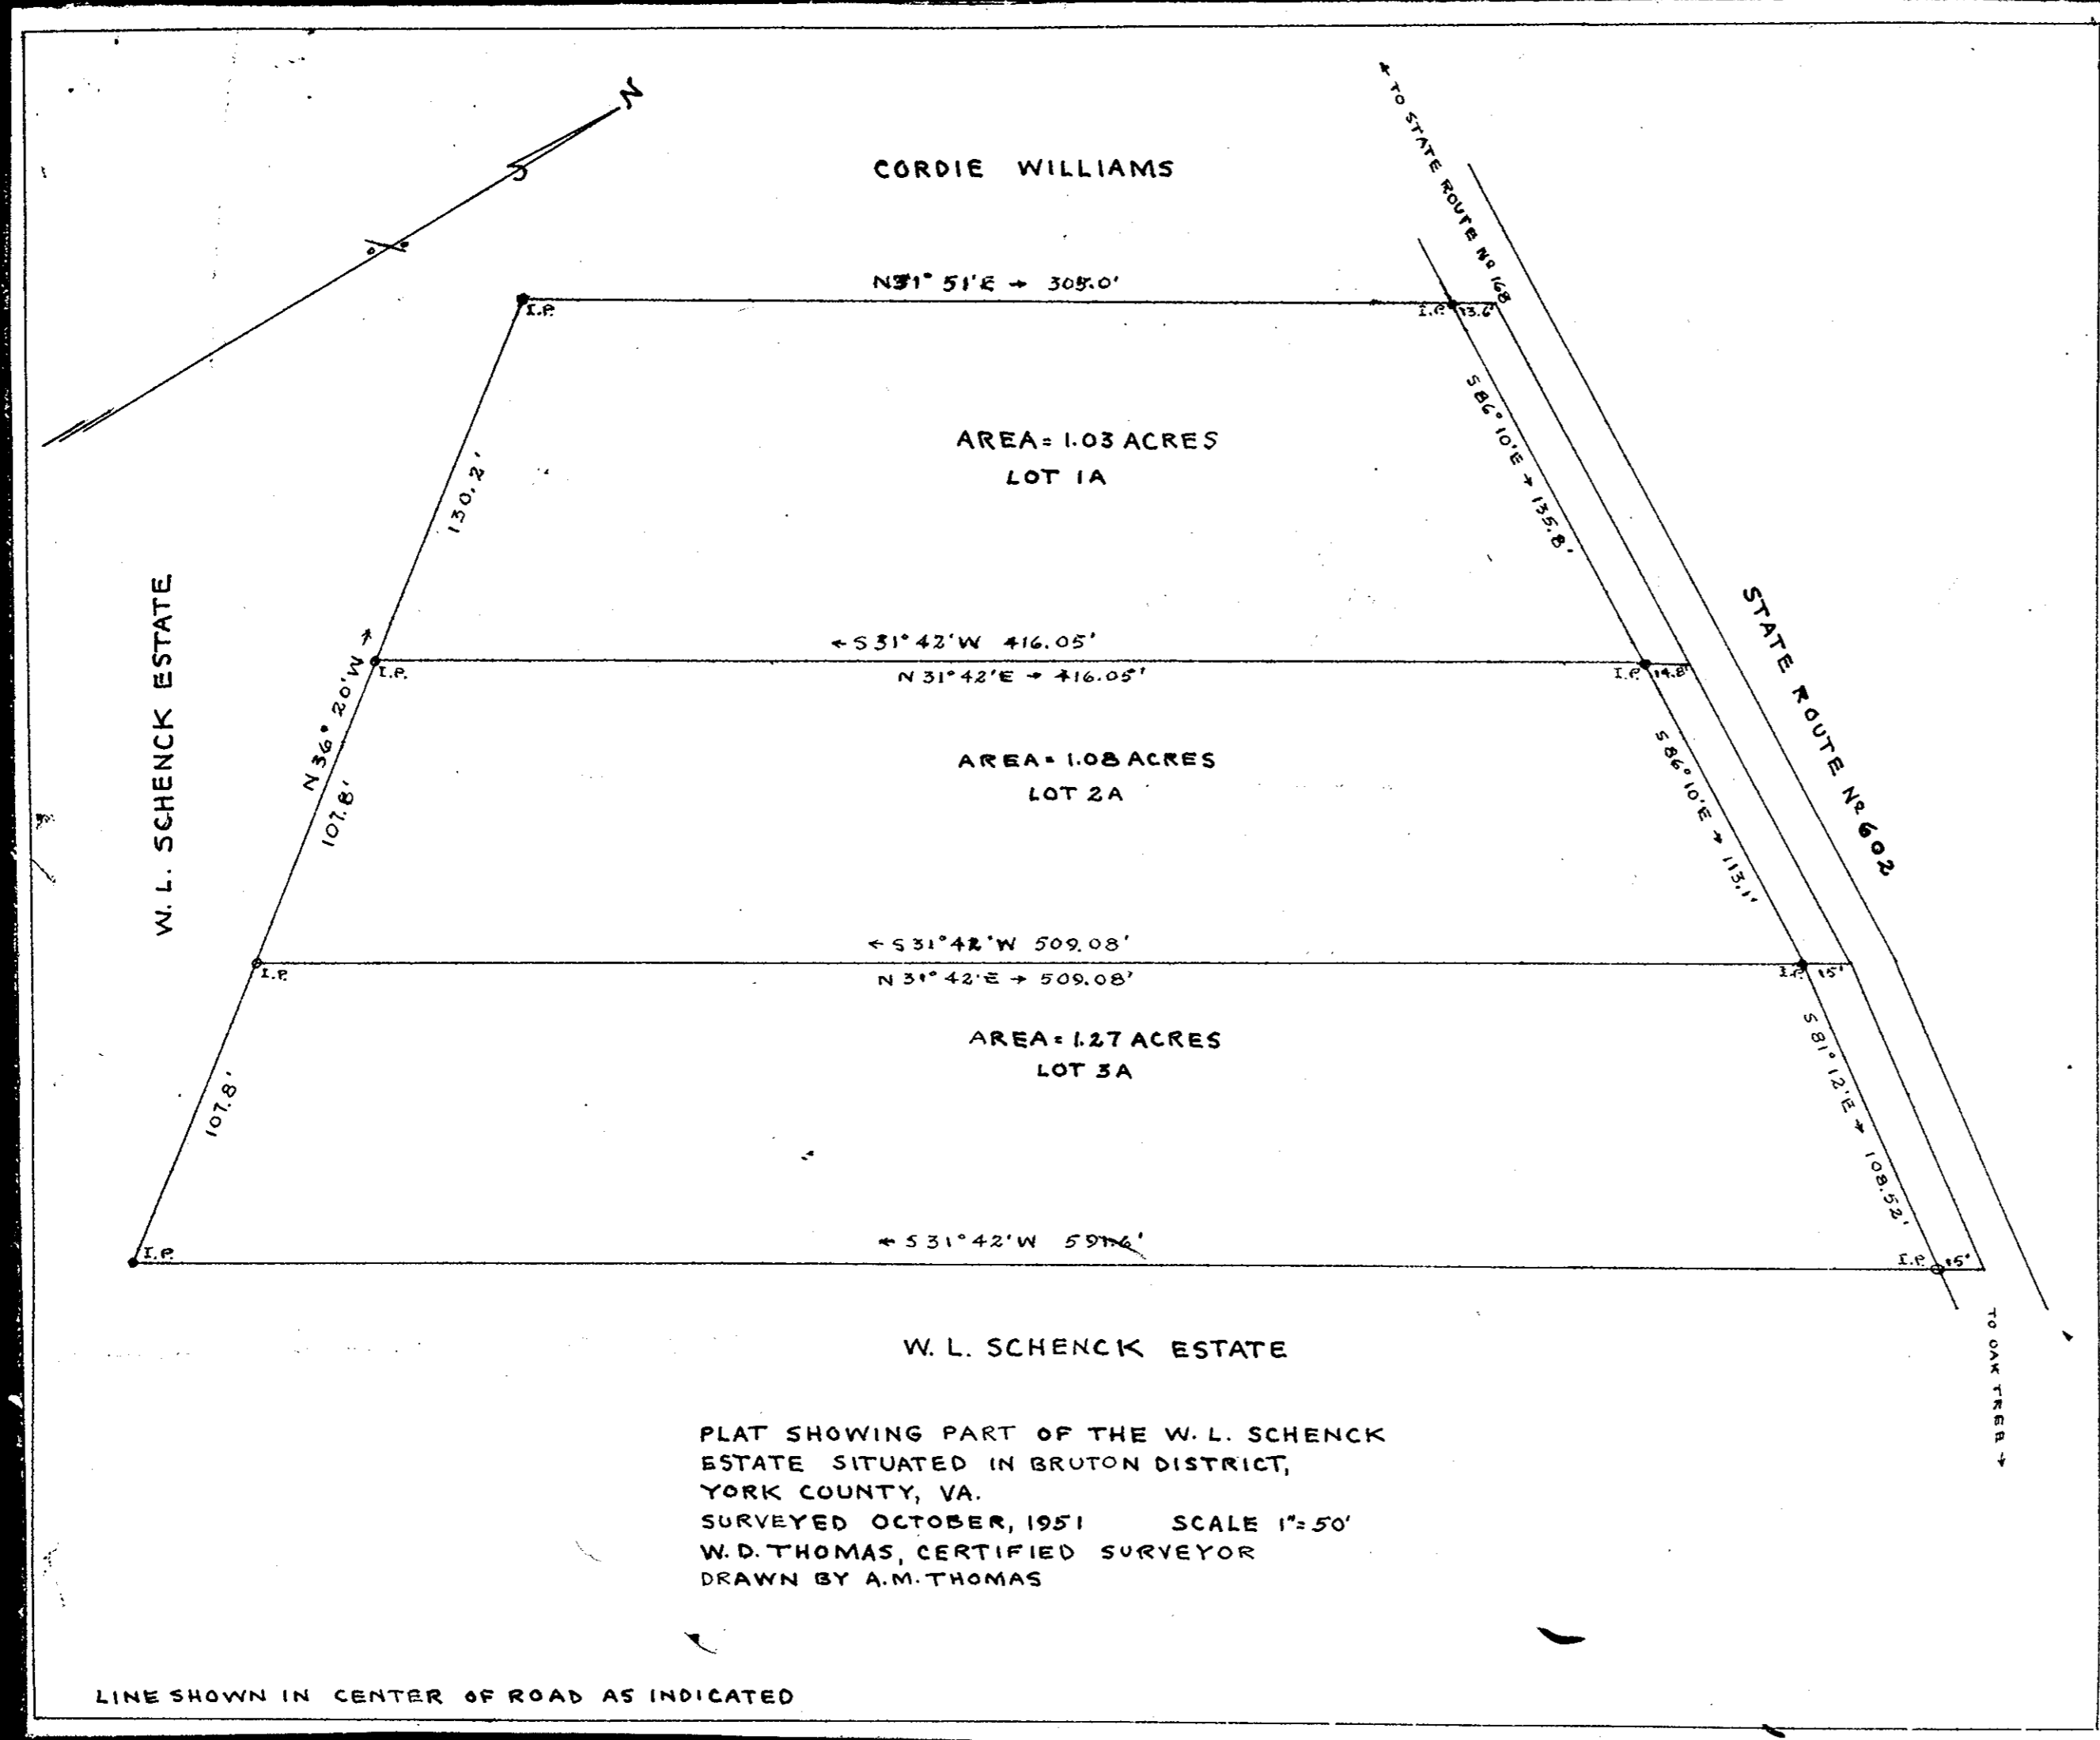 N
CORDIE WILLIAMS
← TO STATE ROUTE Nº 168
N31° 51'E → 305.0'
I.P.
I.P. 13.6'
S 86° 10'E → 135.8'
AREA = 1.03 ACRES
LOT 1A
130.2'
W. L. SCHENCK ESTATE
STATE ROUTE Nº 602
← S 31° 42'W 416.05'
N 31° 42'E → 416.05'
I.P.
I.P. 14.8'
N 36° 20'W →
107.8'
S 86° 10'E → 113.1'
AREA = 1.08 ACRES
LOT 2A
← S 31° 42'W 509.08'
N 31° 42'E → 509.08'
I.P.
I.P. 15'
S 81° 12'E → 108.52'
AREA = 1.27 ACRES
LOT 3A
107.8'
I.P.
← S 31° 42'W 591.6'
I.P. 15'
TO OAK TREE →
W. L. SCHENCK ESTATE
PLAT SHOWING PART OF THE W. L. SCHENCK
ESTATE SITUATED IN BRUTON DISTRICT,
YORK COUNTY, VA.
SURVEYED OCTOBER, 1951 SCALE 1"= 50'
W. D. THOMAS, CERTIFIED SURVEYOR
DRAWN BY A.M. THOMAS
LINE SHOWN IN CENTER OF ROAD AS INDICATED